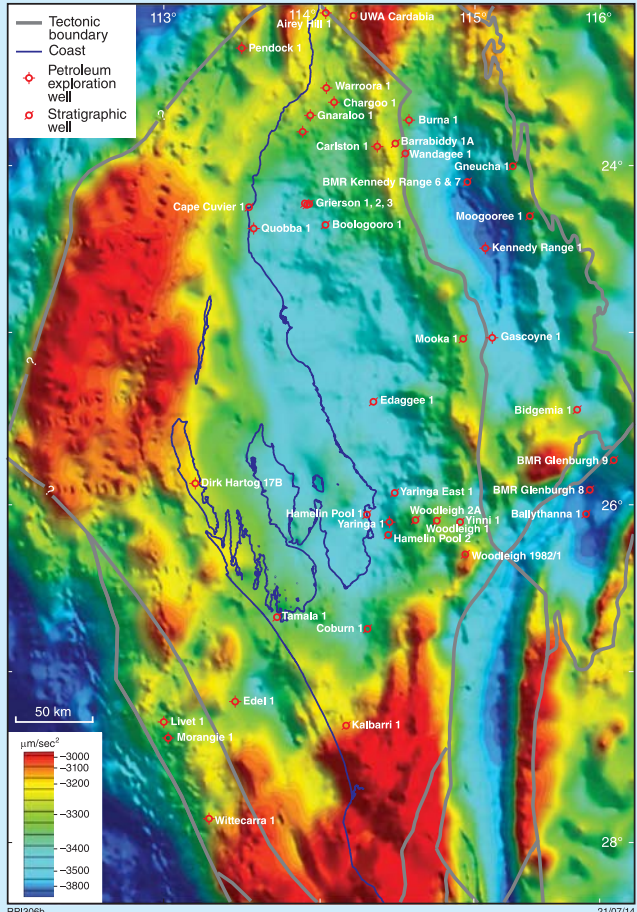 113°
114°
115°
116°
Tectonic
boundary
Coast
Petroleum
exploration
well
Stratigraphic
well
Airey Hill 1
UWA Cardabia
Pendock 1
Warroora 1
Chargoo 1
Gnaraloo 1
Burna 1
Carlston 1
Barrabiddy 1A
Wandagee 1
Gneucha 1
24°
BMR Kennedy Range 6 & 7
Cape Cuvier 1
Grierson 1, 2, 3
Moogooree 1
Quobba 1
Boologooro 1
Kennedy Range 1
Mooka 1
Gascoyne 1
2
Edaggee 1
Bidgemia 1
BMR Glenburgh 9
Dirk Hartog 17B
Yaringa East 1
BMR Glenburgh 8
26°
Hamelin Pool 1
Woodleigh 2A
Ballythanna 1
Yaringa 1
Yinni 1
Woodleigh 1
Hamelin Pool 2
Woodleigh 1982/1
Tamala 1
Coburn 1
Edel 1
50 km
Livet 1
Kalbarri 1
Morangie 1
µm/sec²
–3000
–3100
–3200
–3300
–3400
–3500
–3800
Wittecarra 1
28°
RPI306b
21/07/14